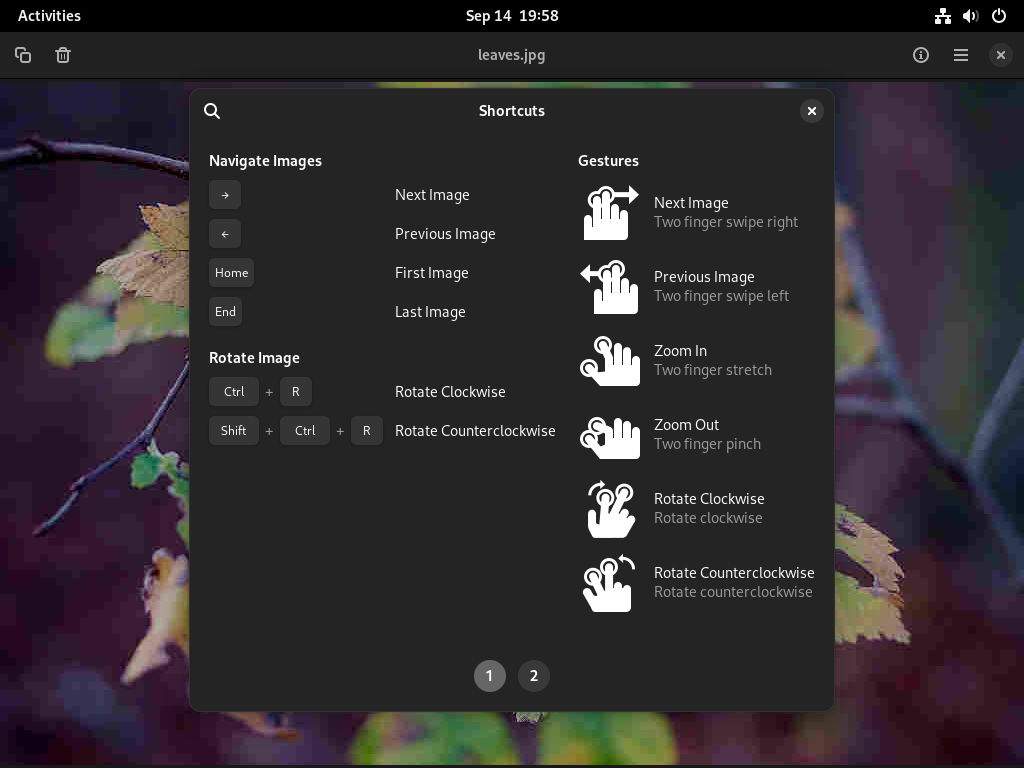 Activities
Sep 14 19:58
leaves.jpg
Shortcuts
Navigate Images
→ Next Image
← Previous Image
Home First Image
End Last Image
Rotate Image
Ctrl + R Rotate Clockwise
Shift + Ctrl + R Rotate Counterclockwise
Gestures
Next Image
Two finger swipe right
Previous Image
Two finger swipe left
Zoom In
Two finger stretch
Zoom Out
Two finger pinch
Rotate Clockwise
Rotate clockwise
Rotate Counterclockwise
Rotate counterclockwise
1 2